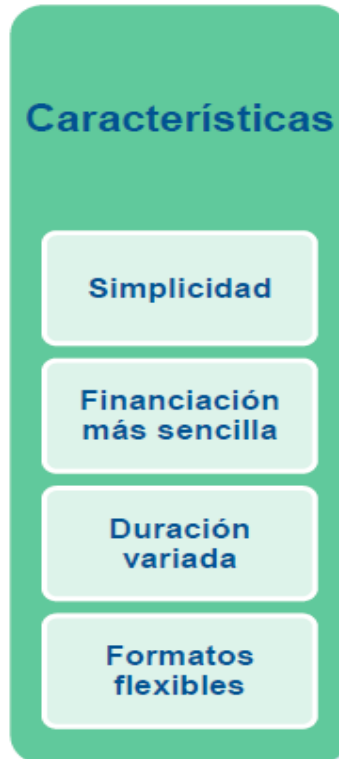 Características
Simplicidad
Financiación
más sencilla
Duración
variada
Formatos
flexibles